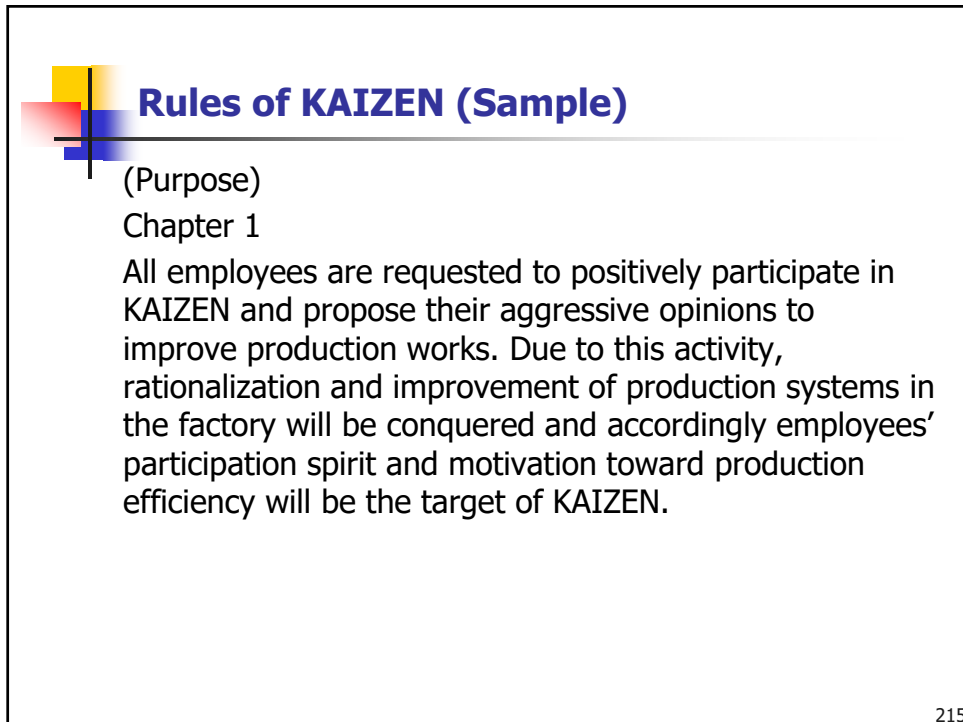 Rules of KAIZEN (Sample)
(Purpose)
Chapter 1
All employees are requested to positively participate in
KAIZEN and propose their aggressive opinions to
improve production works. Due to this activity,
rationalization and improvement of production systems in
the factory will be conquered and accordingly employees’
participation spirit and motivation toward production
efficiency will be the target of KAIZEN.
215